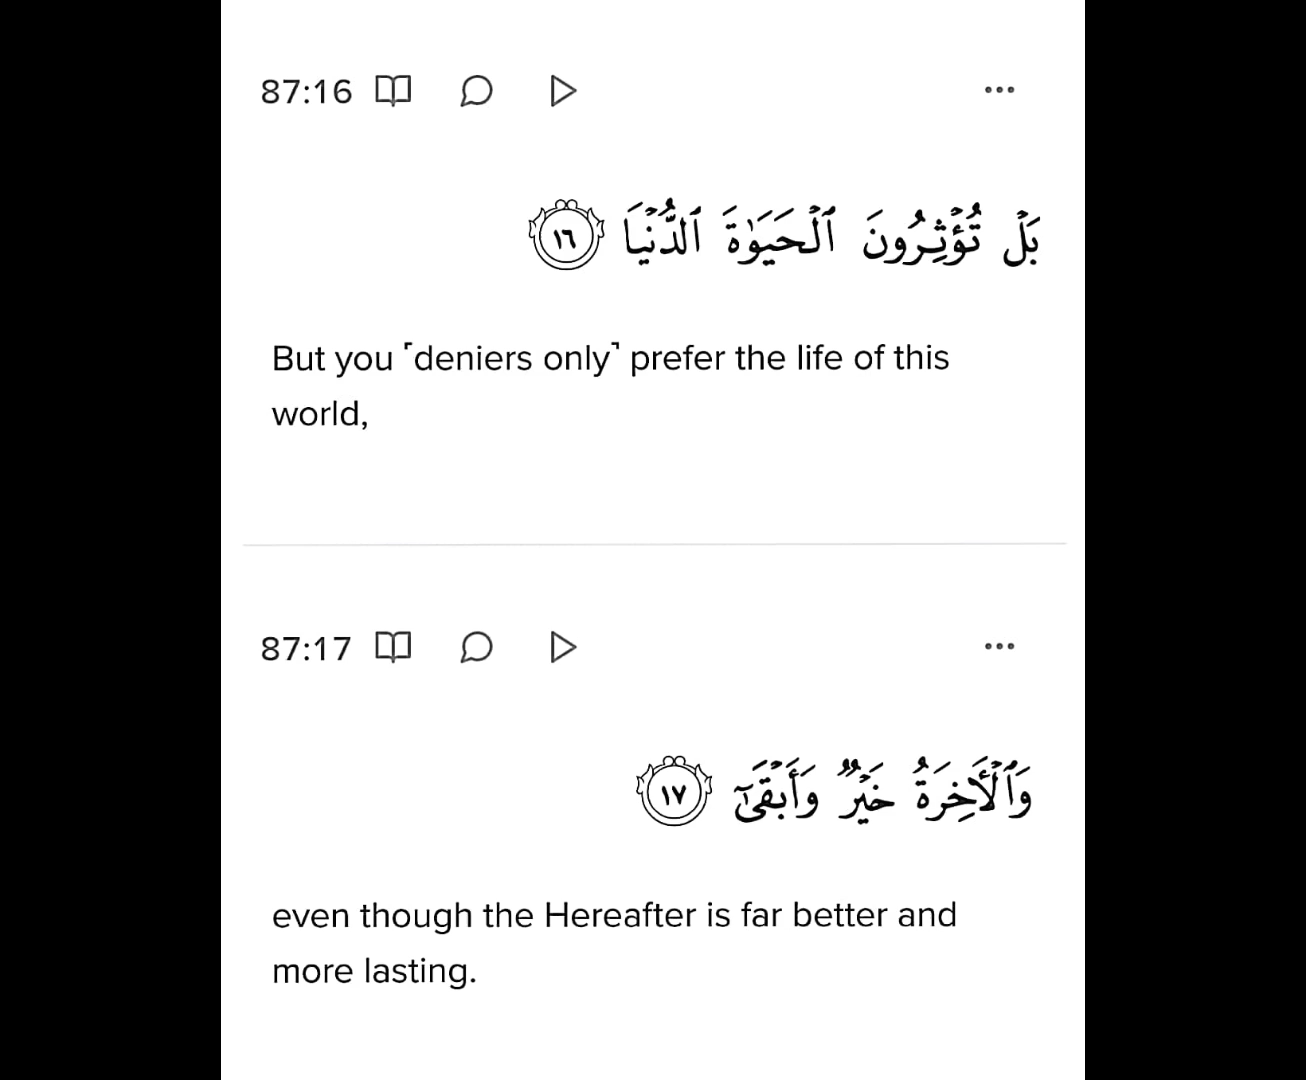 87:16
بَلْ تُؤْثِرُونَ ٱلْحَيَوٰةَ ٱلدُّنْيَا ١٦
But you ⸢deniers only⸣ prefer the life of this
world,
87:17
وَٱلْـَٔاخِرَةُ خَيْرٌ وَأَبْقَىٰٓ ١٧
even though the Hereafter is far better and
more lasting.